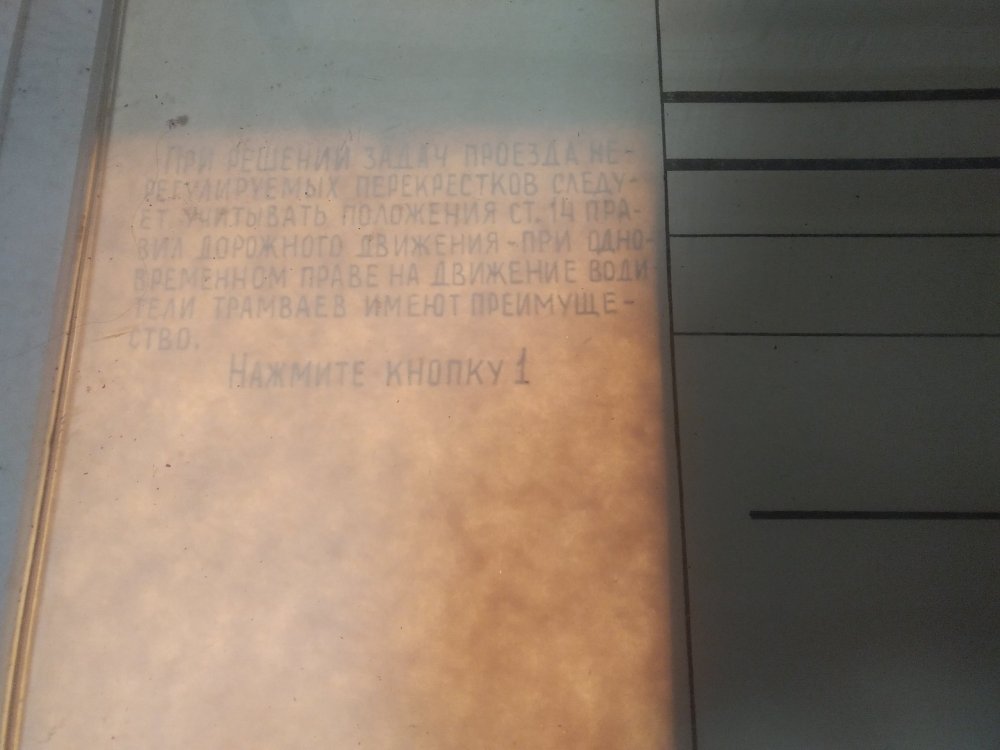 При решении задач проезда не-
регулируемых перекрестков следу-
ет учитывать положения ст. 14 Пра-
вил дорожного движения - при одно-
временном праве на движение води-
тели трамваев имеют преимуще-
ство.
Нажмите кнопку 1